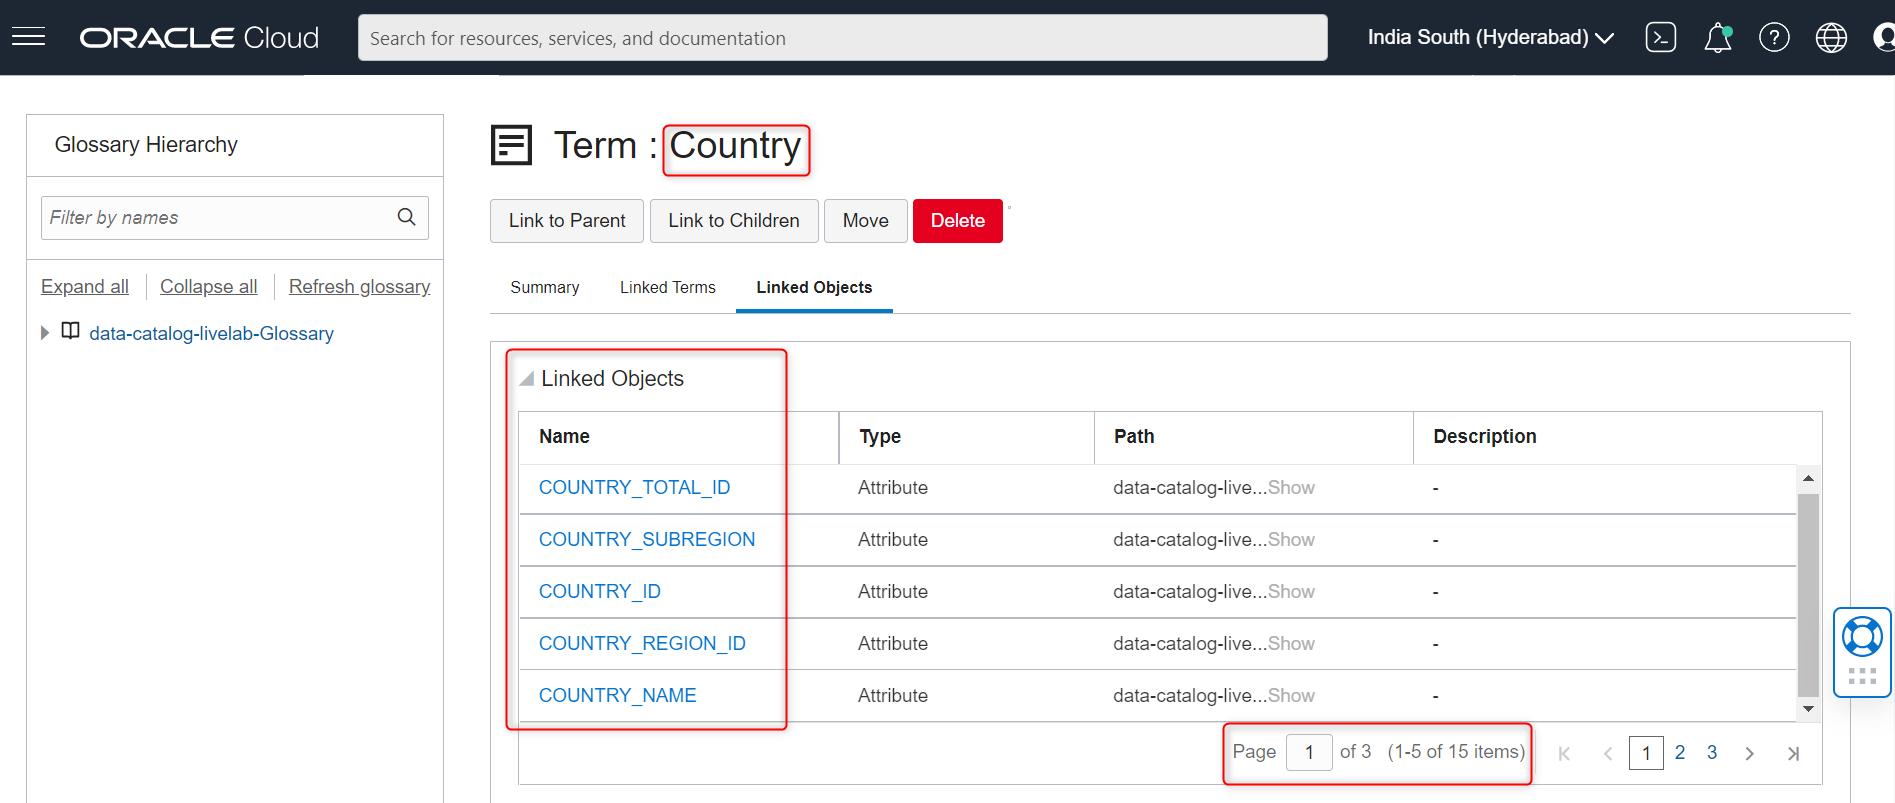 ORACLE Cloud
Search for resources, services, and documentation
India South (Hyderabad)
Glossary Hierarchy
Filter by names
Expand all
Collapse all
Refresh glossary
data-catalog-livelab-Glossary
Term : Country
Link to Parent
Link to Children
Move
Delete
Summary
Linked Terms
Linked Objects
Linked Objects
Name Type Path Description
COUNTRY_TOTAL_ID Attribute data-catalog-live...Show -
COUNTRY_SUBREGION Attribute data-catalog-live...Show -
COUNTRY_ID Attribute data-catalog-live...Show -
COUNTRY_REGION_ID Attribute data-catalog-live...Show -
COUNTRY_NAME Attribute data-catalog-live...Show -
Page 1 of 3 (1-5 of 15 items) 1 2 3